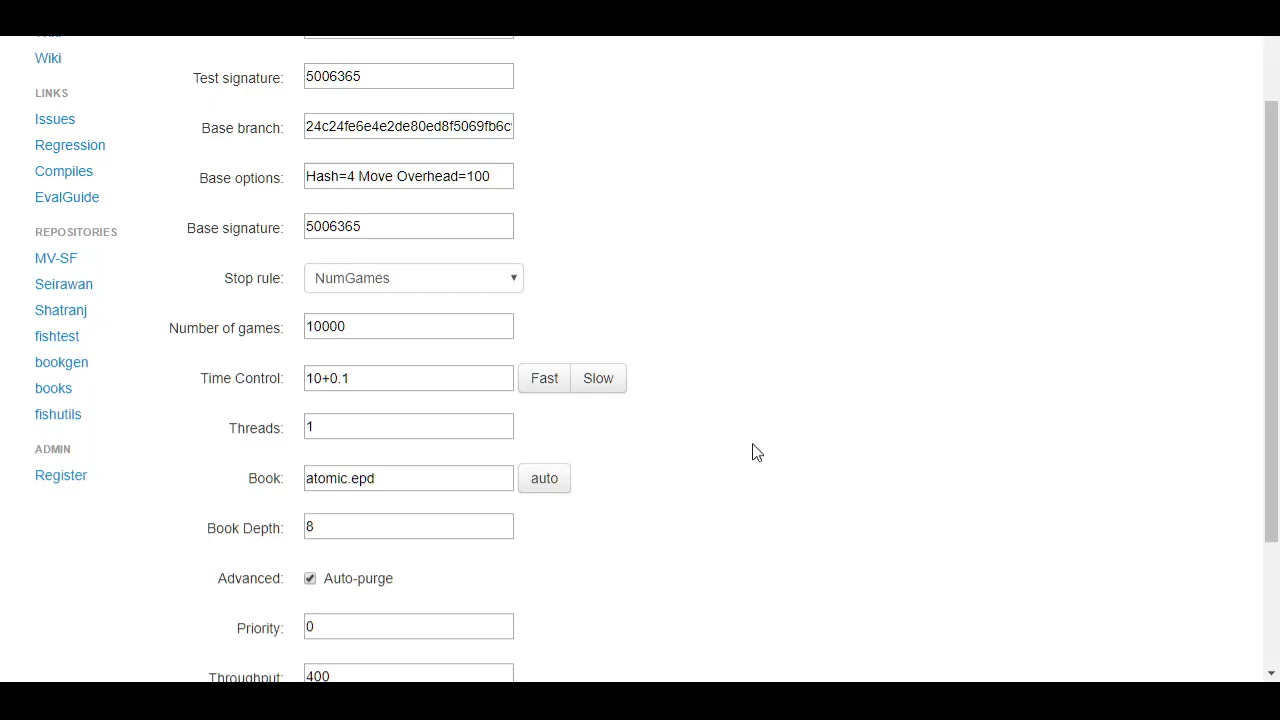 Wiki
LINKS
Issues
Regression
Compiles
EvalGuide
REPOSITORIES
MV-SF
Seirawan
Shatranj
fishtest
bookgen
books
fishutils
ADMIN
Register
Test signature: 5006365
Base branch: 24c24fe6e4e2de80ed8f5069fb6c
Base options: Hash=4 Move Overhead=100
Base signature: 5006365
Stop rule: NumGames
Number of games: 10000
Time Control: 10+0.1 Fast Slow
Threads: 1
Book: atomic.epd auto
Book Depth: 8
Advanced: Auto-purge
Priority: 0
Throughput: 400